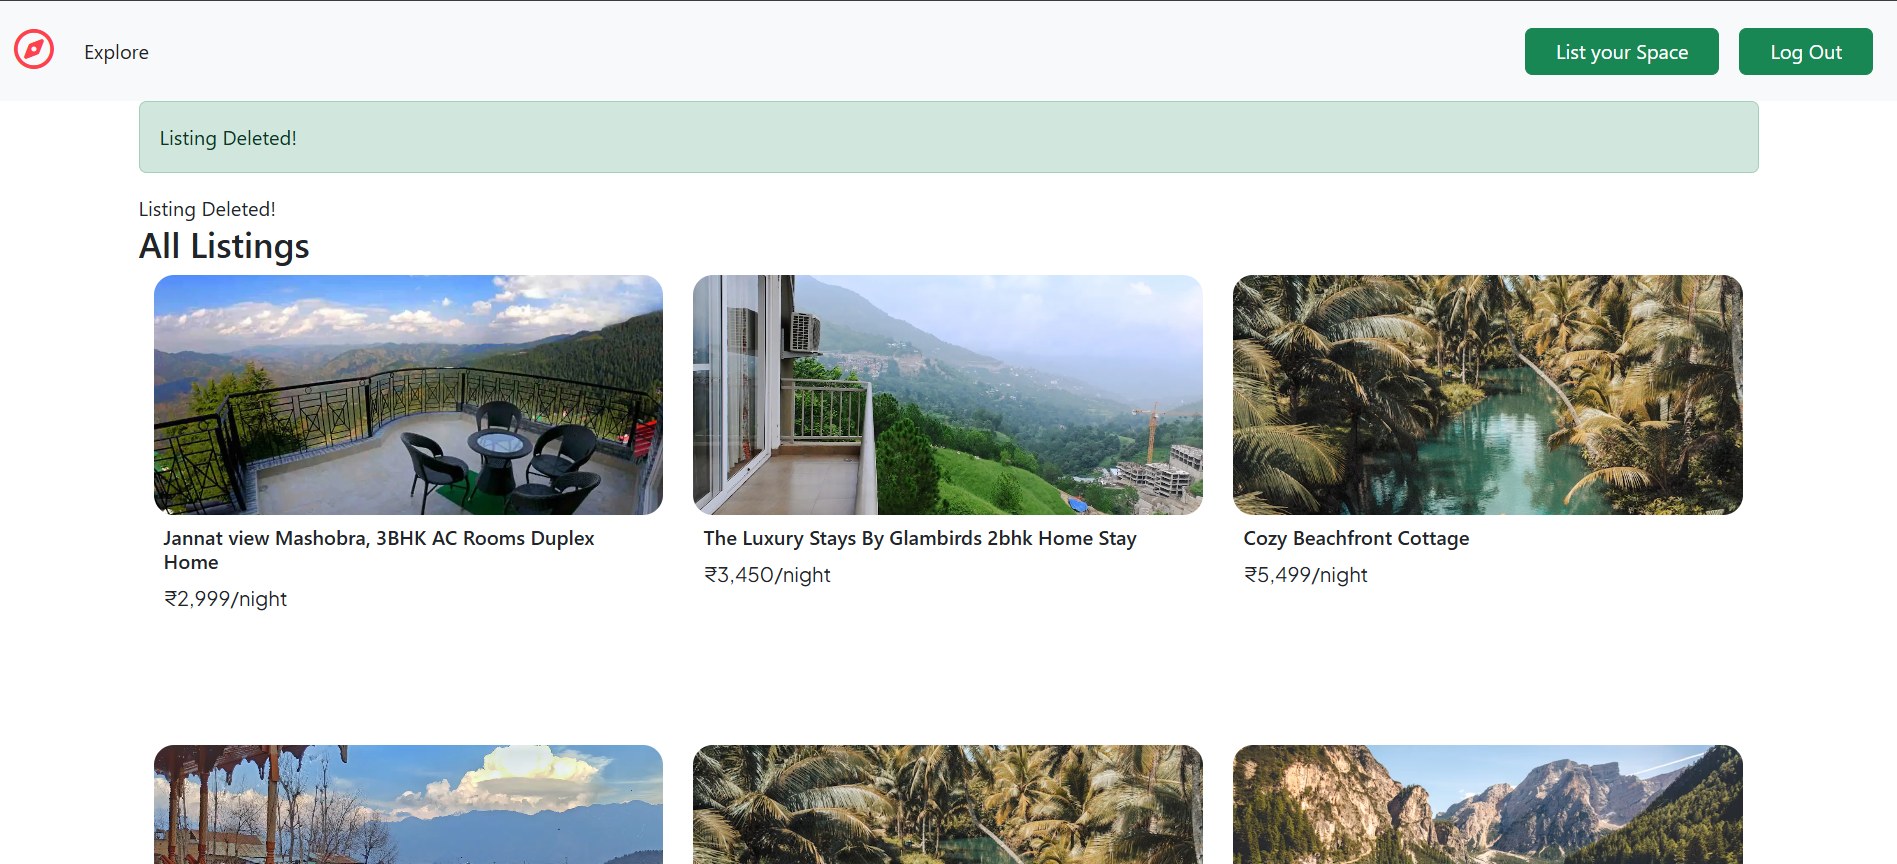 Explore
List your Space
Log Out
Listing Deleted!
Listing Deleted!
All Listings
Jannat view Mashobra, 3BHK AC Rooms Duplex
Home
₹2,999/night
The Luxury Stays By Glambirds 2bhk Home Stay
₹3,450/night
Cozy Beachfront Cottage
₹5,499/night